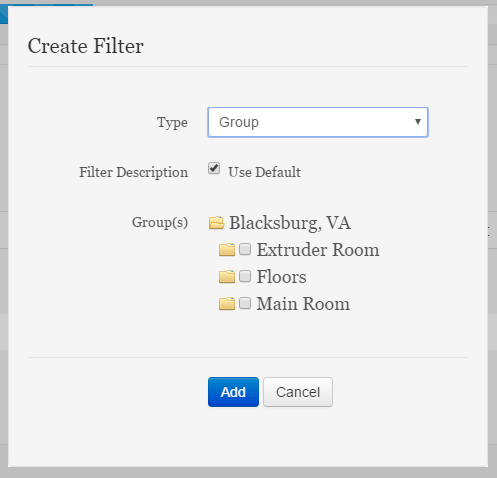 Create Filter
Type Group
Filter Description Use Default
Group(s) Blacksburg, VA
Extruder Room
Floors
Main Room
Add Cancel